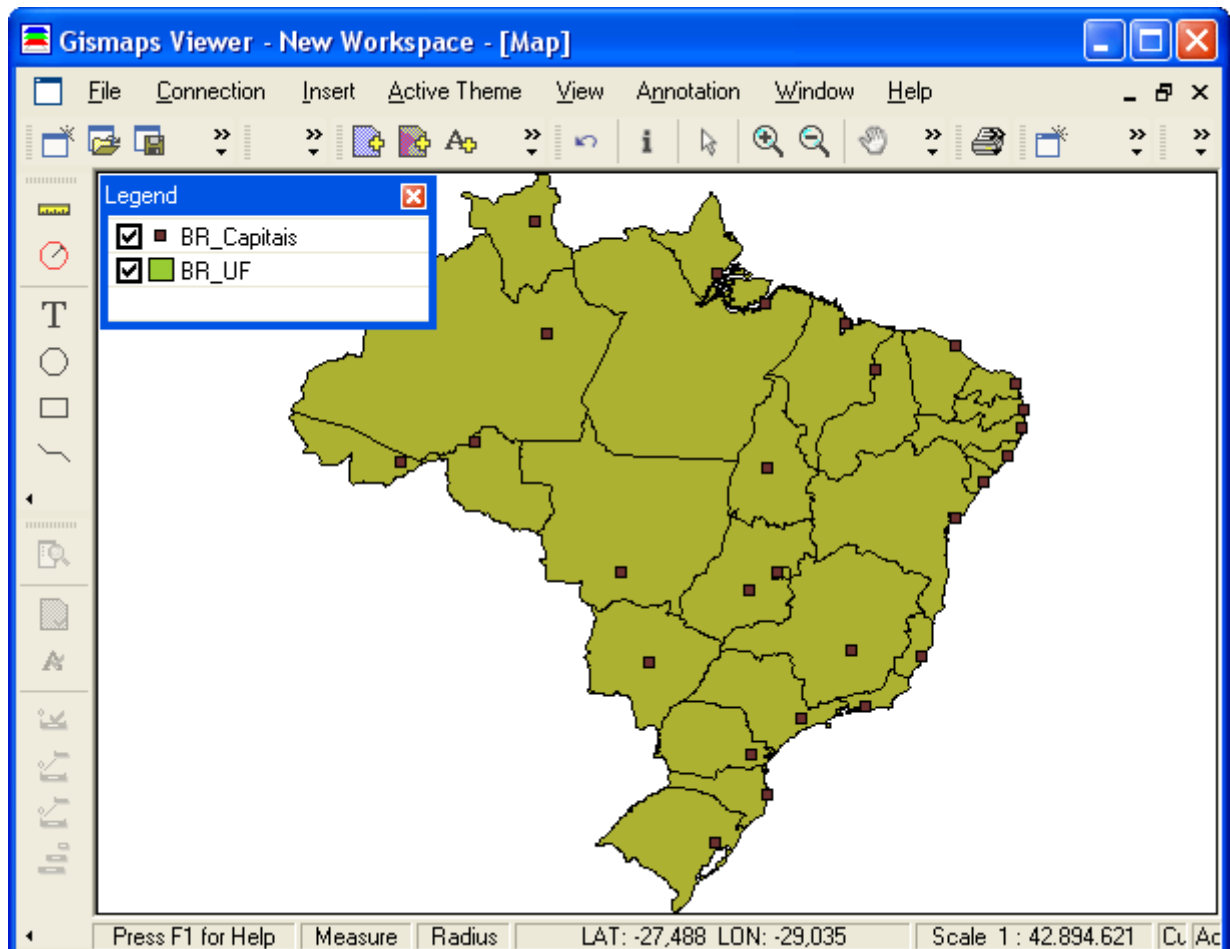 Gismaps Viewer - New Workspace - [Map]
File Connection Insert Active Theme View Annotation Window Help
Legend
BR_Capitais
BR_UF
T
Press F1 for Help Measure Radius LAT: -27,488 LON: -29,035 Scale 1 : 42.894.621